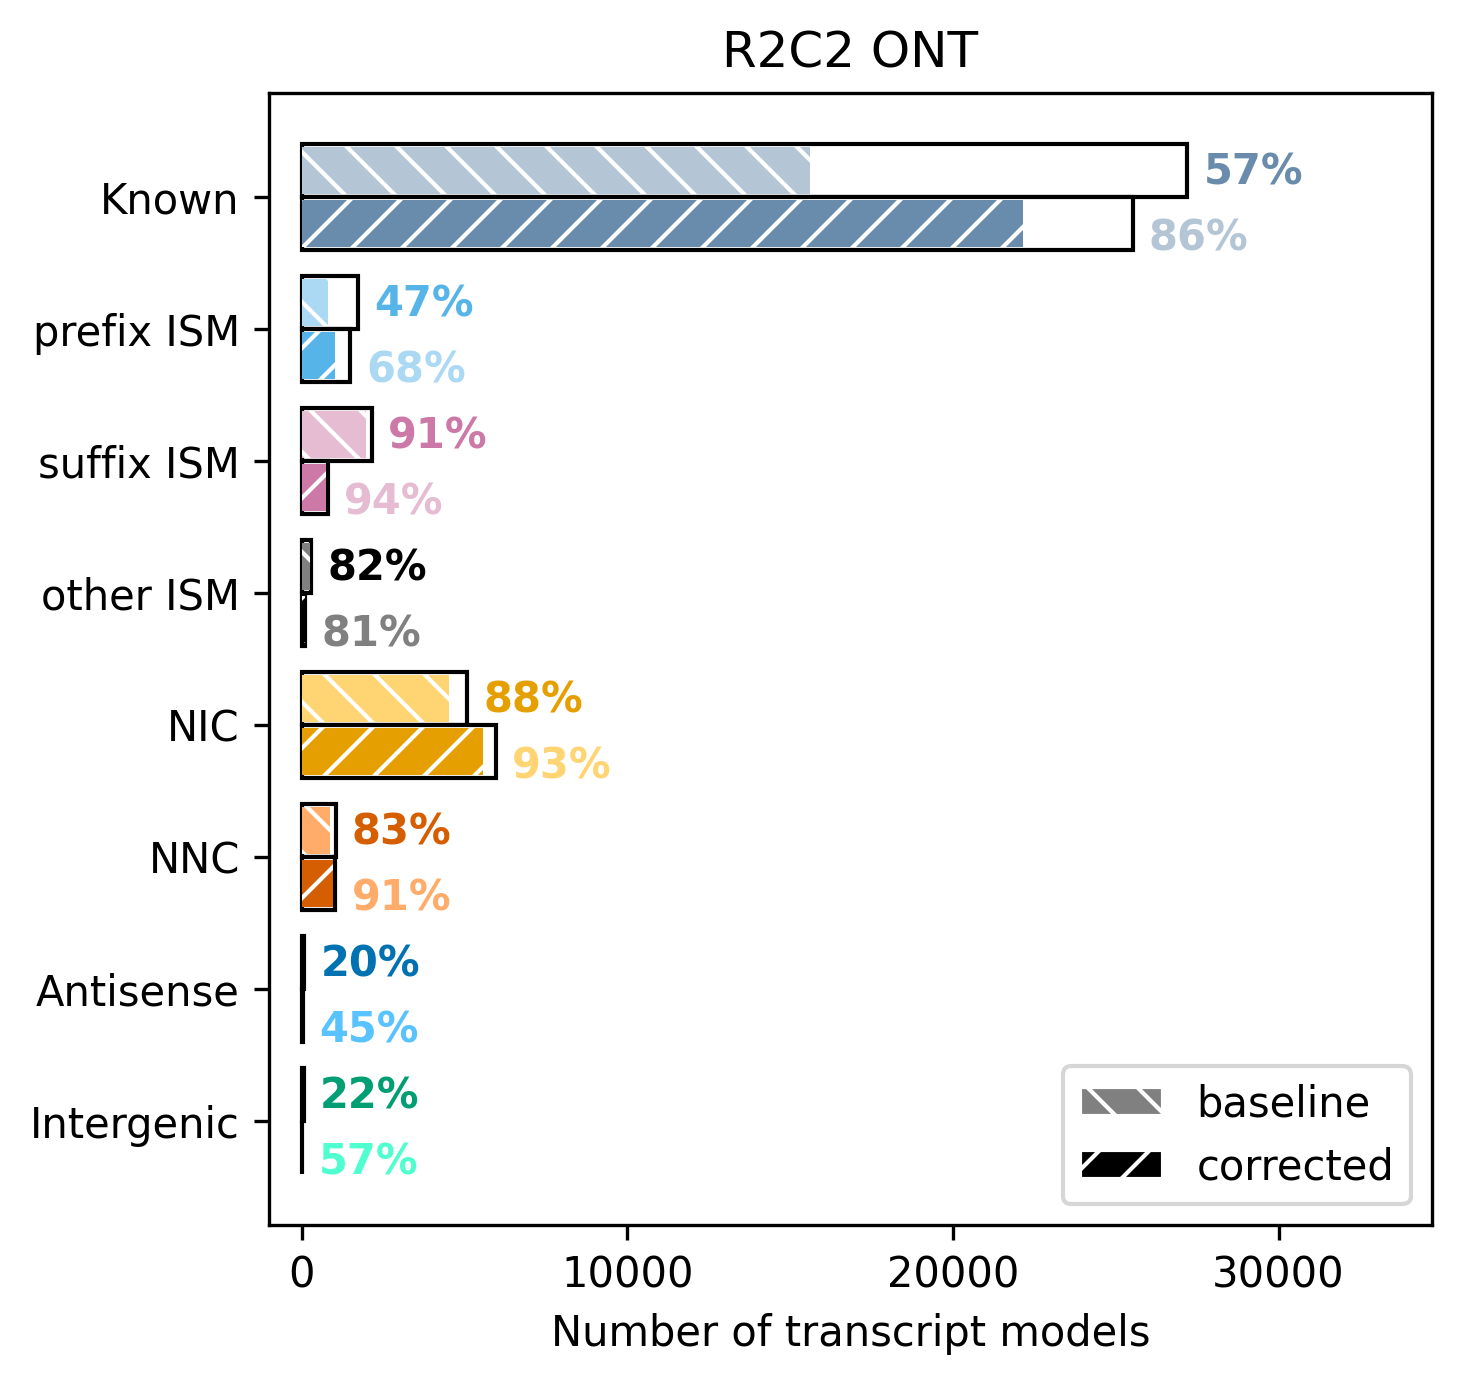 R2C2 ONT
Known
57%
86%
prefix ISM
47%
68%
suffix ISM
91%
94%
other ISM
82%
81%
NIC
88%
93%
NNC
83%
91%
Antisense
20%
45%
Intergenic
22%
57%
baseline
corrected
0 10000 20000 30000
Number of transcript models